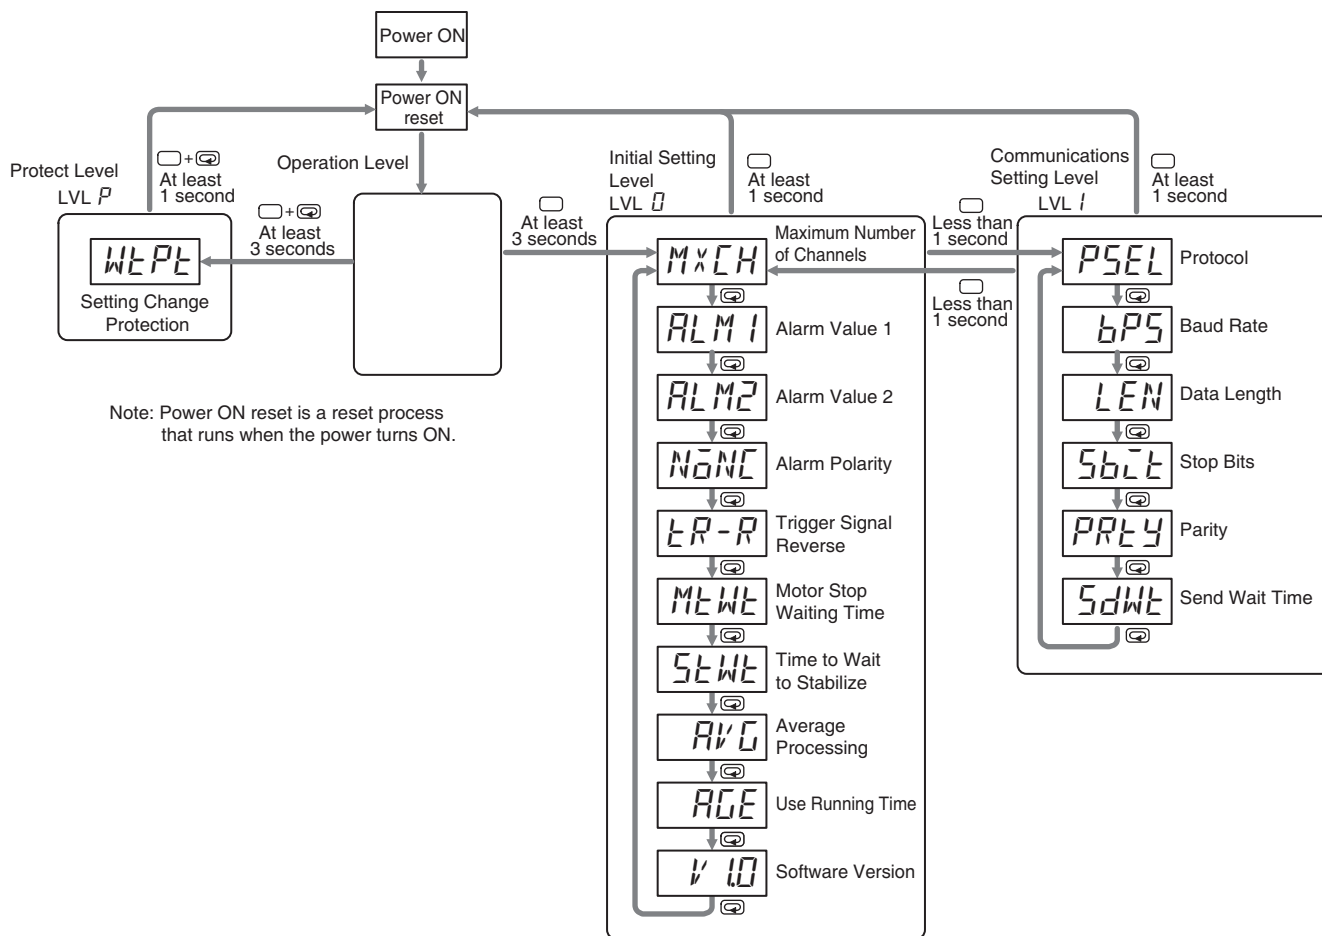 Power ON
Power ON
reset
Protect Level
LVL P
+
At least
1 second
Operation Level
+
At least
3 seconds
WtPt
Setting Change
Protection
Note: Power ON reset is a reset process
that runs when the power turns ON.
At least
3 seconds
Initial Setting
Level
LVL 0
At least
1 second
MXCH
Maximum Number
of Channels
ALM1
Alarm Value 1
ALM2
Alarm Value 2
NoNC
Alarm Polarity
tR-R
Trigger Signal
Reverse
MtWt
Motor Stop
Waiting Time
StWt
Time to Wait
to Stabilize
AVG
Average
Processing
AGE
Use Running Time
V 1.0
Software Version
Less than
1 second
Less than
1 second
Communications
Setting Level
LVL 1
At least
1 second
PSEL
Protocol
bPS
Baud Rate
LEN
Data Length
Sbit
Stop Bits
PRtY
Parity
SdWt
Send Wait Time